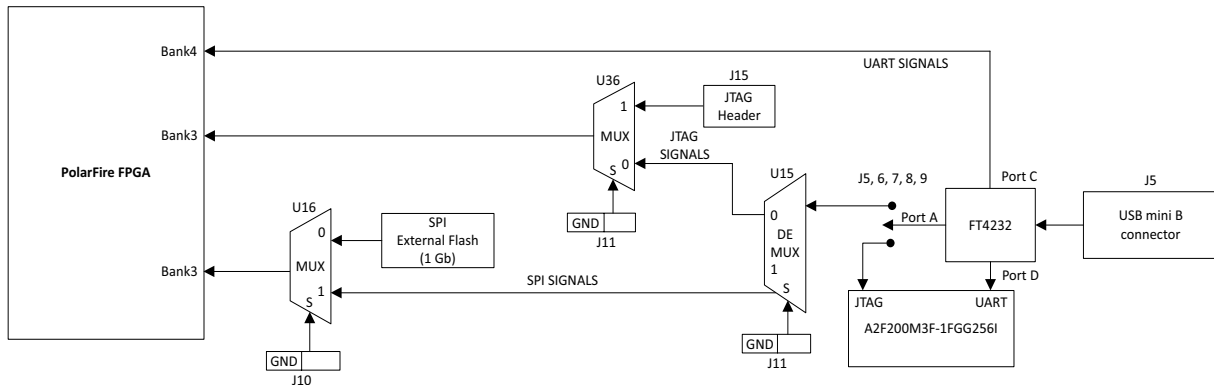 Bank4
UART SIGNALS
U36
J15
1
JTAG
Header
Bank3
MUX
JTAG
SIGNALS
0
S
PolarFire FPGA
U15
J5, 6, 7, 8, 9
Port C
J5
U16
GND
J11
0
DE
MUX
1
S
Port A
FT4232
USB mini B
connector
SPI
External Flash
(1 Gb)
0
MUX
1
S
Bank3
SPI SIGNALS
Port D
JTAG
UART
A2F200M3F-1FGG256I
GND
J10
GND
J11